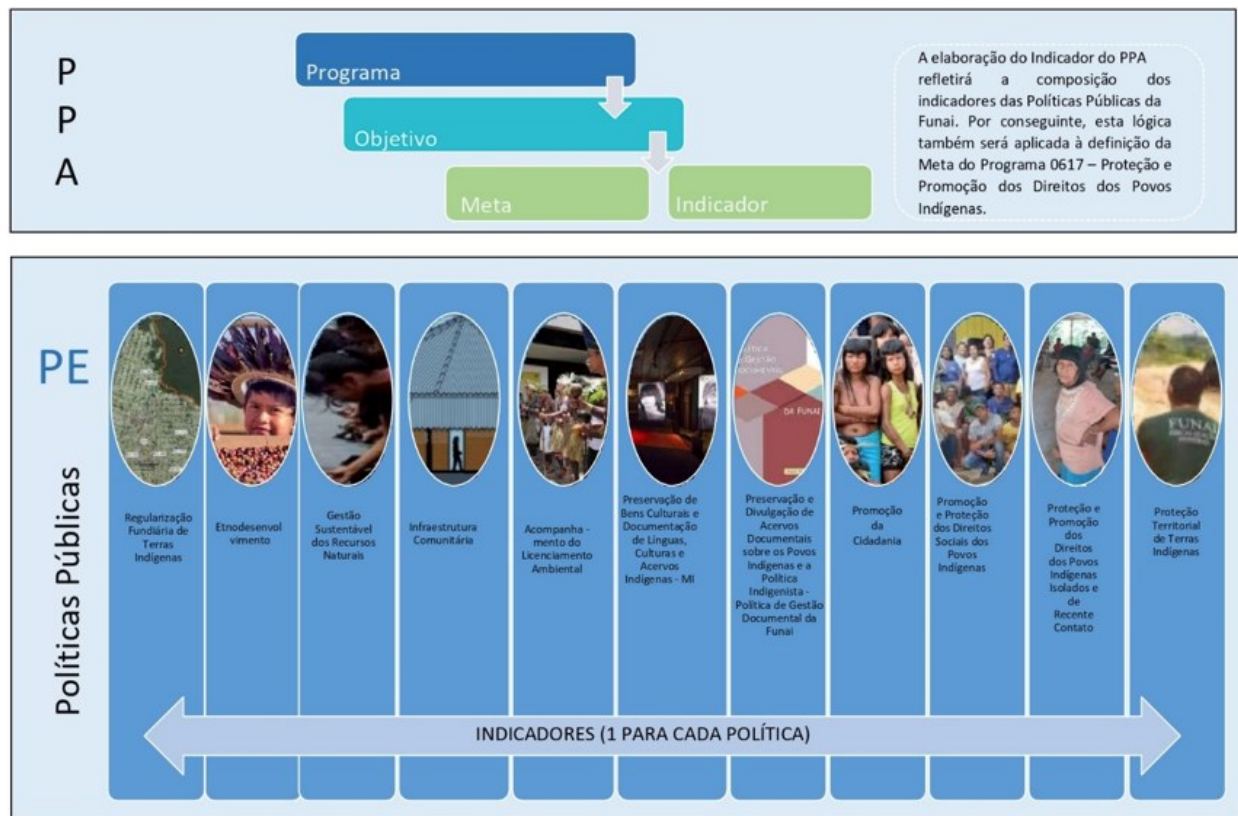 P
P
A
Programa
Objetivo
Meta
Indicador
A elaboração do Indicador do PPA
refletirá a composição dos
indicadores das Políticas Públicas da
Funai. Por conseguinte, esta lógica
também será aplicada à definição da
Meta do Programa 0617 – Proteção e
Promoção dos Direitos dos Povos
Indígenas.
PE
Políticas Públicas
Regularização
Fundiária de
Terras
Indígenas
Etnodesenvol
vimento
Gestão
Sustentável
dos Recursos
Naturais
Infraestrutura
Comunitária
Acompanha -
mento do
Licenciamento
Ambiental
Preservação de
Bens Culturais e
Documentação
de Línguas,
Culturas e
Acervos
Indígenas - MI
DA FUNAI
Preservação e
Divulgação de
Acervos
Documentais
sobre os Povos
Indígenas e a
Política
Indigenista -
Política de Gestão
Documental da
Funai
Promoção
da
Cidadania
Promoção e
Proteção
dos Direitos
Sociais dos
Povos
Indígenas
Proteção e
Promoção
dos
Direitos
dos Povos
Indígenas
Isolados e
de
Recente
Contato
FUNAI
Proteção
Territorial
de Terras
Indígenas
INDICADORES (1 PARA CADA POLÍTICA)